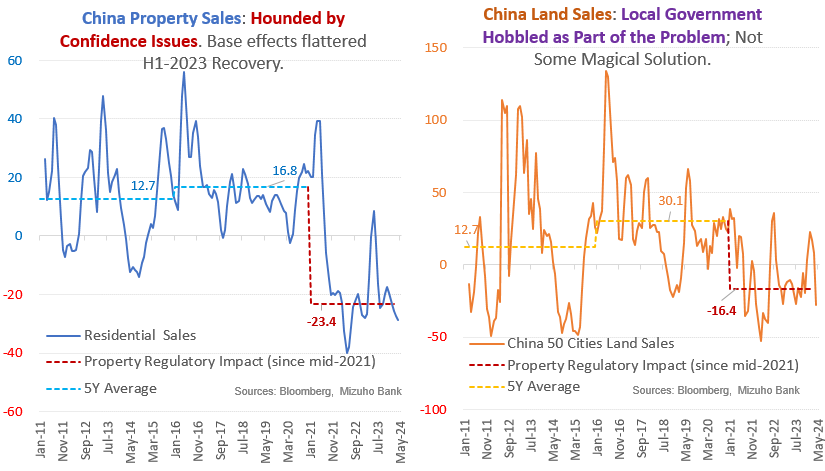 China Property Sales: Hounded by
Confidence Issues. Base effects flattered
H1-2023 Recovery.
60
40
20
0
-20
-40
-60
12.7
16.8
-23.4
Residential Sales
Property Regulatory Impact (since mid-2021)
5Y Average
Sources: Bloomberg, Mizuho Bank
Jan-11
Nov-11
Sep-12
Jul-13
May-14
Mar-15
Jan-16
Nov-16
Sep-17
Jul-18
May-19
Mar-20
Jan-21
Nov-21
Sep-22
Jul-23
May-24
China Land Sales: Local Government
Hobbled as Part of the Problem; Not
Some Magical Solution.
150
100
50
0
-50
-100
12.7
30.1
-16.4
China 50 Cities Land Sales
Property Regulatory Impact (since mid-2021)
5Y Average
Sources: Bloomberg, Mizuho Bank
Jan-11
Nov-11
Sep-12
Jul-13
May-14
Mar-15
Jan-16
Nov-16
Sep-17
Jul-18
May-19
Mar-20
Jan-21
Nov-21
Sep-22
Jul-23
May-24